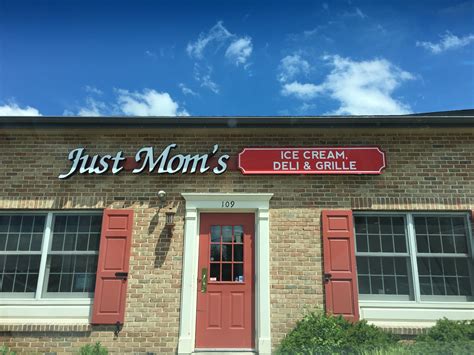 Just Mom's
ICE CREAM,
DELI & GRILLE
109